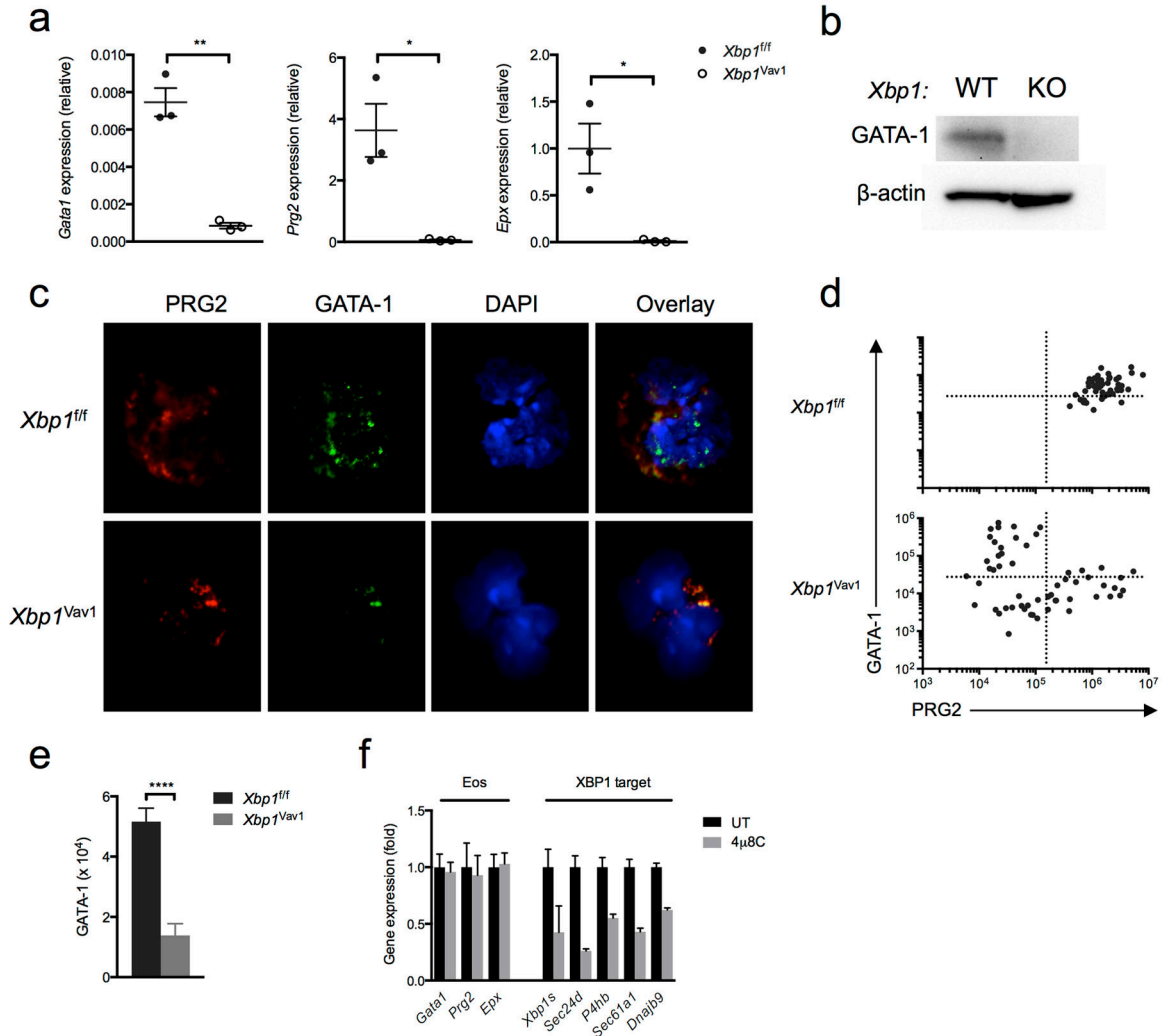 a
Gata1 expression (relative)
0.010
0.008
0.006
0.004
0.002
0.000
**
Prg2 expression (relative)
6
4
2
0
*
Epx expression (relative)
2.0
1.5
1.0
0.5
0.0
*
Xbp1f/f
Xbp1Vav1
b
Xbp1: WT KO
GATA-1
β-actin
c
PRG2 GATA-1 DAPI Overlay
Xbp1f/f
Xbp1Vav1
d
Xbp1f/f
Xbp1Vav1
GATA-1
10⁶
10⁵
10⁴
10³
10²
10³ 10⁴ 10⁵ 10⁶ 10⁷
PRG2
e
GATA-1 (x 10⁴)
6
4
2
0
****
Xbp1f/f
Xbp1Vav1
f
Eos XBP1 target
Gene expression (fold)
1.5
1.0
0.5
0.0
UT
4μ8C
Gata1 Prg2 Epx Xbp1s Sec24d P4hb Sec61a1 Dnajb9